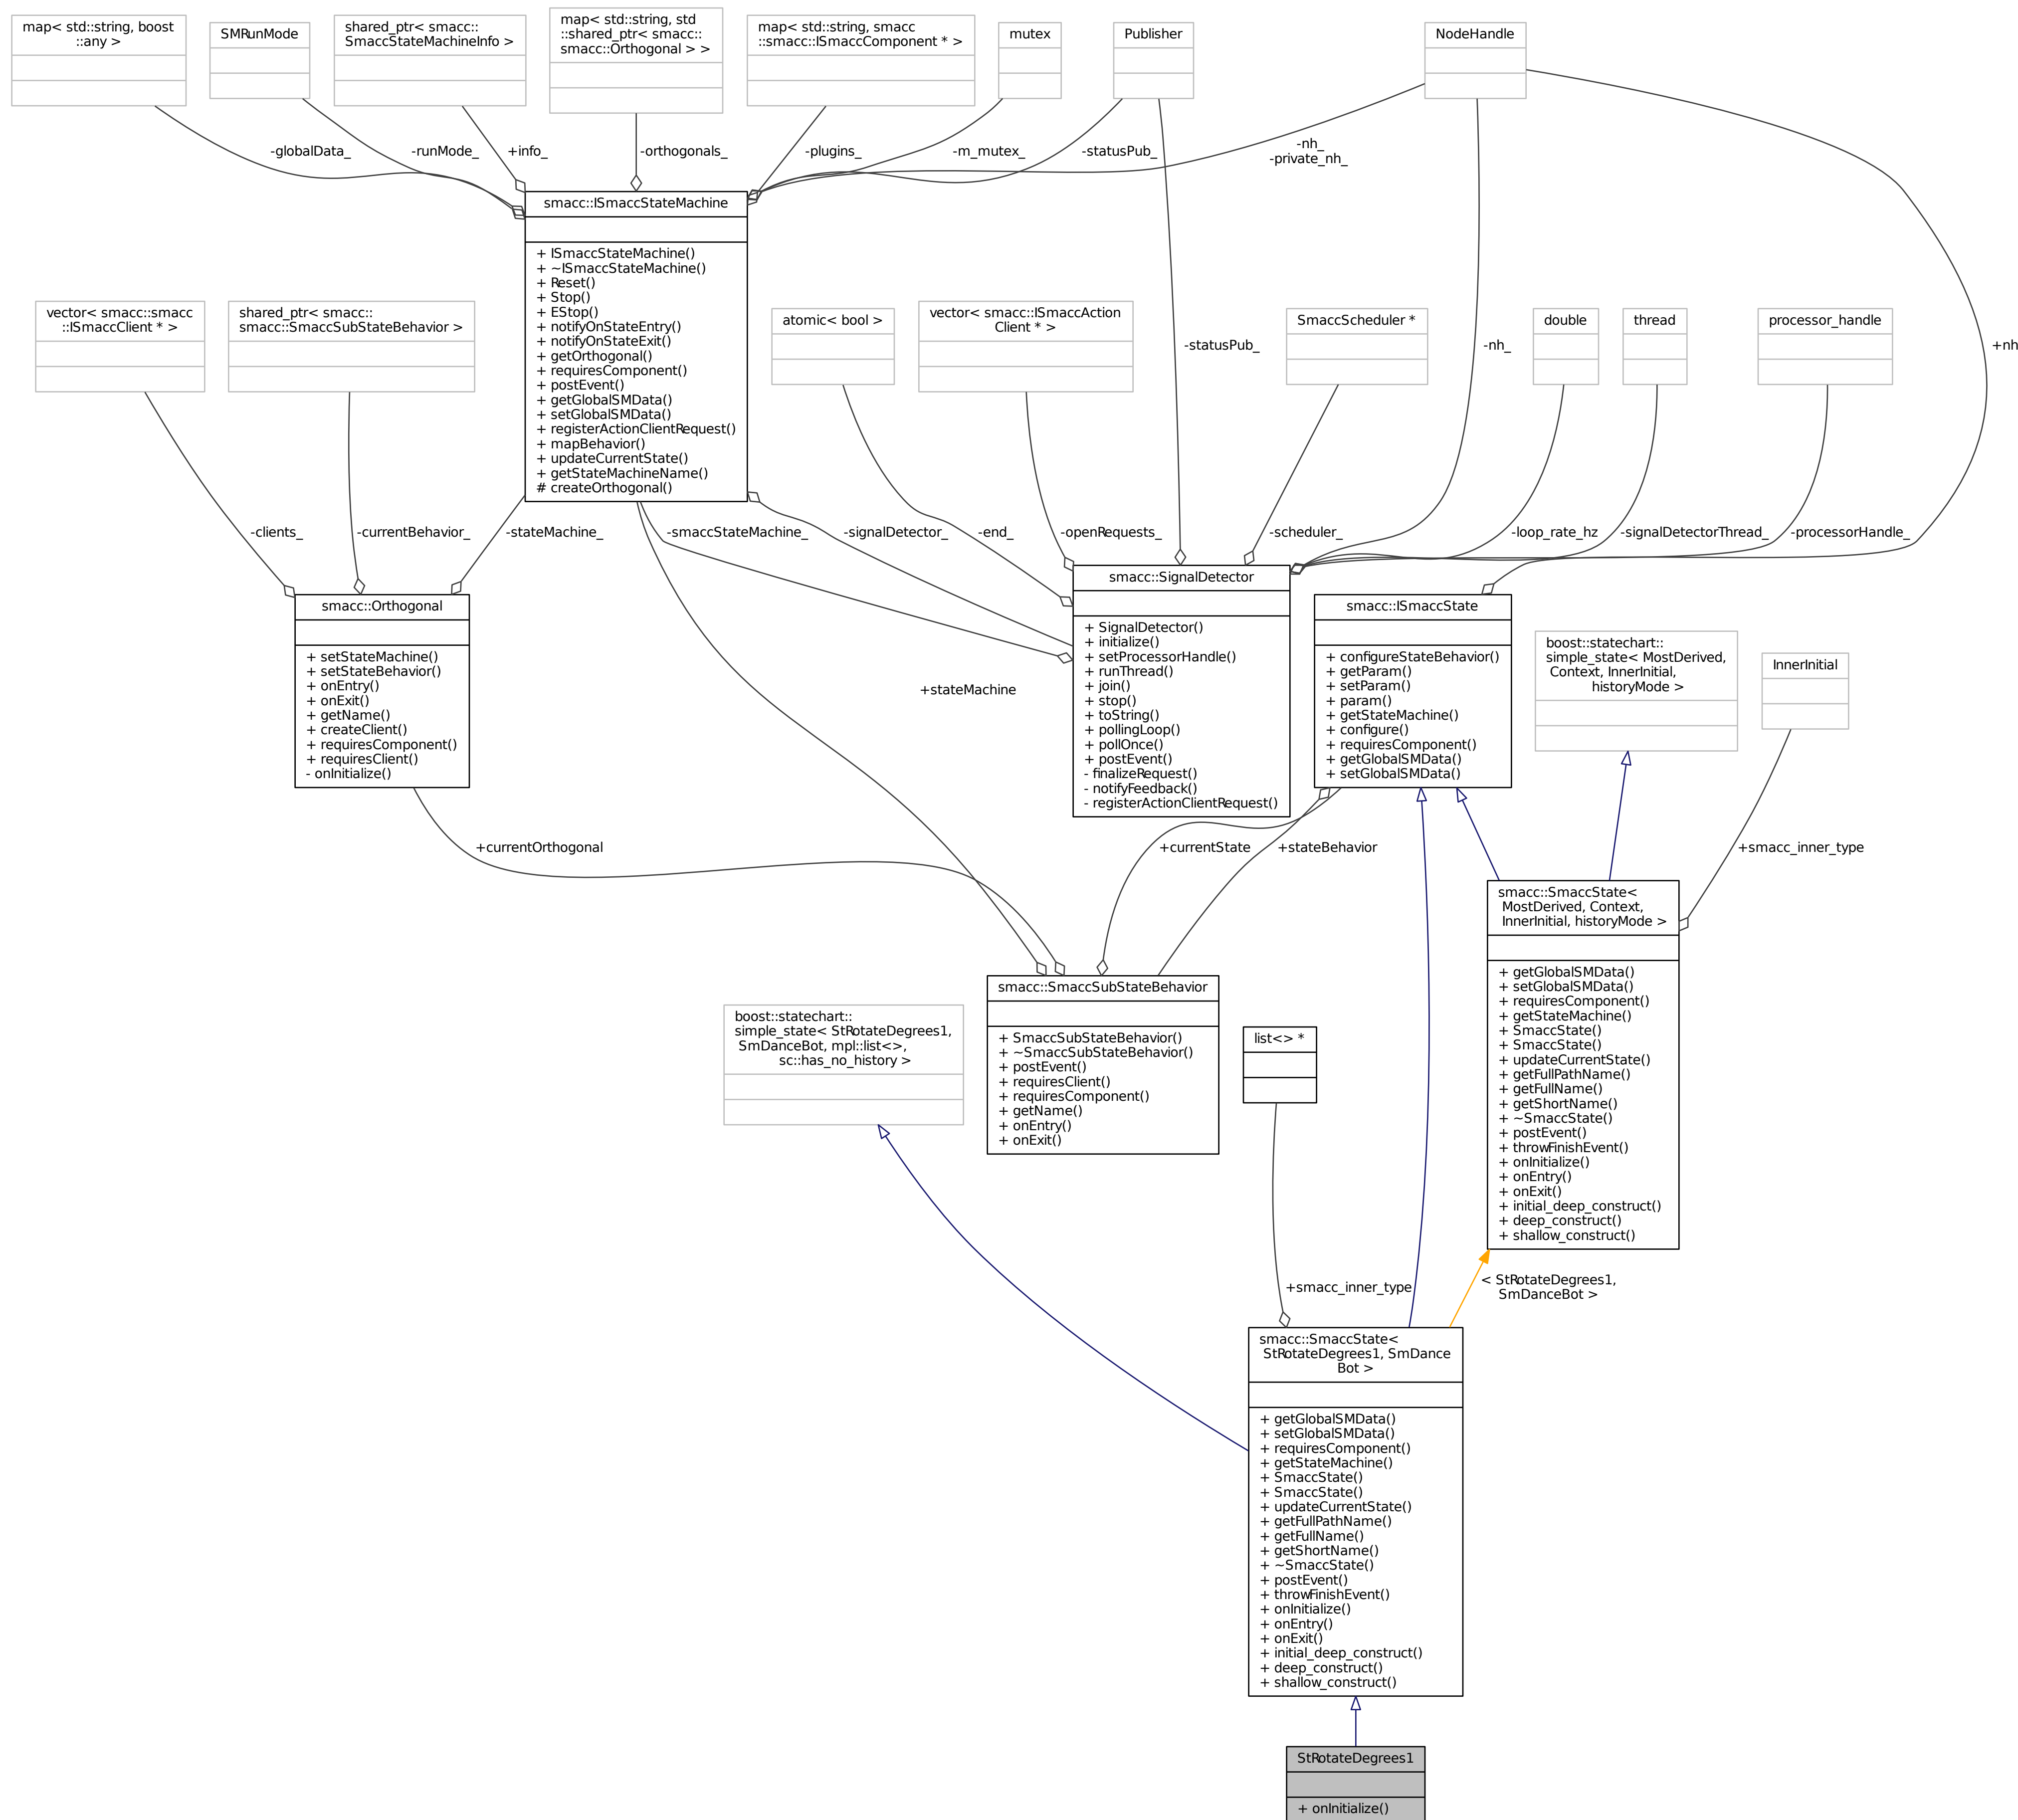 map< std::string, boost
::any >
SMRunMode
shared_ptr< smacc::
SmaccStateMachineInfo >
map< std::string, std
::shared_ptr< smacc::
smacc::Orthogonal > >
map< std::string, smacc
::smacc::ISmaccComponent * >
mutex
Publisher
NodeHandle
-globalData_
-runMode_
+info_
-orthogonals_
-plugins_
-m_mutex_
-statusPub_
-nh_
-private_nh_
smacc::ISmaccStateMachine
+ ISmaccStateMachine()
+ ~ISmaccStateMachine()
+ Reset()
+ Stop()
+ EStop()
+ notifyOnStateEntry()
+ notifyOnStateExit()
+ getOrthogonal()
+ requiresComponent()
+ postEvent()
+ getGlobalSMData()
+ setGlobalSMData()
+ registerActionClientRequest()
+ mapBehavior()
+ updateCurrentState()
+ getStateMachineName()
# createOrthogonal()
vector< smacc::smacc
::ISmaccClient * >
shared_ptr< smacc::
smacc::SmaccSubStateBehavior >
atomic< bool >
vector< smacc::ISmaccAction
Client * >
-statusPub_
SmaccScheduler *
-nh_
double
thread
processor_handle
+nh
-clients_
-currentBehavior_
-stateMachine_
-smaccStateMachine_
-signalDetector_
-end_
-openRequests_
-scheduler_
-loop_rate_hz
-signalDetectorThread_
-processorHandle_
smacc::Orthogonal
+ setStateMachine()
+ setStateBehavior()
+ onEntry()
+ onExit()
+ getName()
+ createClient()
+ requiresComponent()
+ requiresClient()
- onInitialize()
+stateMachine
smacc::SignalDetector
+ SignalDetector()
+ initialize()
+ setProcessorHandle()
+ runThread()
+ join()
+ stop()
+ toString()
+ pollingLoop()
+ pollOnce()
+ postEvent()
- finalizeRequest()
- notifyFeedback()
- registerActionClientRequest()
smacc::ISmaccState
+ configureStateBehavior()
+ getParam()
+ setParam()
+ param()
+ getStateMachine()
+ configure()
+ requiresComponent()
+ getGlobalSMData()
+ setGlobalSMData()
boost::statechart::
simple_state< MostDerived,
Context, InnerInitial,
historyMode >
InnerInitial
+currentOrthogonal
+currentState
+stateBehavior
+smacc_inner_type
smacc::SmaccState<
MostDerived, Context,
InnerInitial, historyMode >
+ getGlobalSMData()
+ setGlobalSMData()
+ requiresComponent()
+ getStateMachine()
+ SmaccState()
+ SmaccState()
+ updateCurrentState()
+ getFullPathName()
+ getFullName()
+ getShortName()
+ ~SmaccState()
+ postEvent()
+ throwFinishEvent()
+ onInitialize()
+ onEntry()
+ onExit()
+ initial_deep_construct()
+ deep_construct()
+ shallow_construct()
boost::statechart::
simple_state< StRotateDegrees1,
SmDanceBot, mpl::list<>,
sc::has_no_history >
smacc::SmaccSubStateBehavior
+ SmaccSubStateBehavior()
+ ~SmaccSubStateBehavior()
+ postEvent()
+ requiresClient()
+ requiresComponent()
+ getName()
+ onEntry()
+ onExit()
list<> *
+smacc_inner_type
< StRotateDegrees1,
SmDanceBot >
smacc::SmaccState<
StRotateDegrees1, SmDance
Bot >
+ getGlobalSMData()
+ setGlobalSMData()
+ requiresComponent()
+ getStateMachine()
+ SmaccState()
+ SmaccState()
+ updateCurrentState()
+ getFullPathName()
+ getFullName()
+ getShortName()
+ ~SmaccState()
+ postEvent()
+ throwFinishEvent()
+ onInitialize()
+ onEntry()
+ onExit()
+ initial_deep_construct()
+ deep_construct()
+ shallow_construct()
StRotateDegrees1
+ onInitialize()